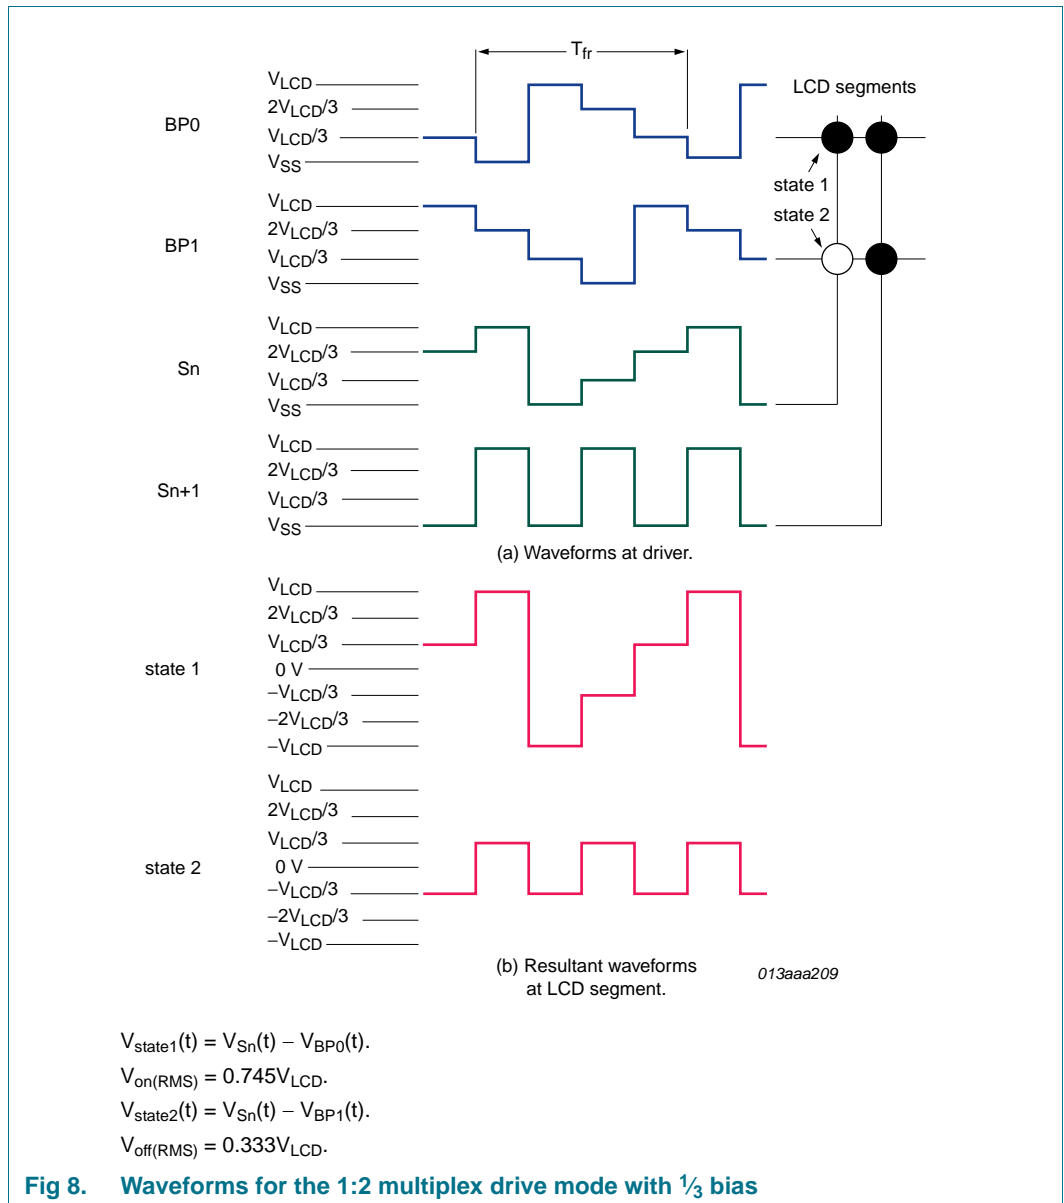 T_fr
V_LCD
2V_LCD/3
V_LCD/3
V_SS
BP0
LCD segments
state 1
state 2
V_LCD
2V_LCD/3
V_LCD/3
V_SS
BP1
V_LCD
2V_LCD/3
V_LCD/3
V_SS
Sn
V_LCD
2V_LCD/3
V_LCD/3
V_SS
Sn+1
(a) Waveforms at driver.
V_LCD
2V_LCD/3
V_LCD/3
0 V
−V_LCD/3
−2V_LCD/3
−V_LCD
state 1
V_LCD
2V_LCD/3
V_LCD/3
0 V
−V_LCD/3
−2V_LCD/3
−V_LCD
state 2
(b) Resultant waveforms
at LCD segment.
013aaa209
V_state1(t) = V_Sn(t) − V_BP0(t).
V_on(RMS) = 0.745V_LCD.
V_state2(t) = V_Sn(t) − V_BP1(t).
V_off(RMS) = 0.333V_LCD.
Fig 8. Waveforms for the 1:2 multiplex drive mode with 1⁄3 bias